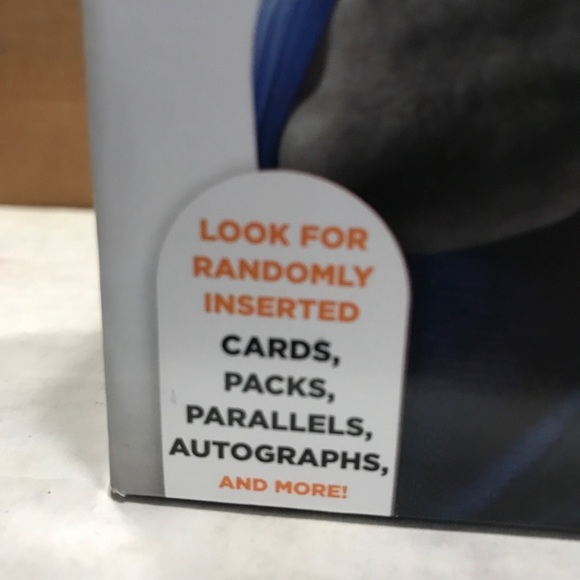 LOOK FOR
RANDOMLY
INSERTED
CARDS,
PACKS,
PARALLELS,
AUTOGRAPHS,
AND MORE!